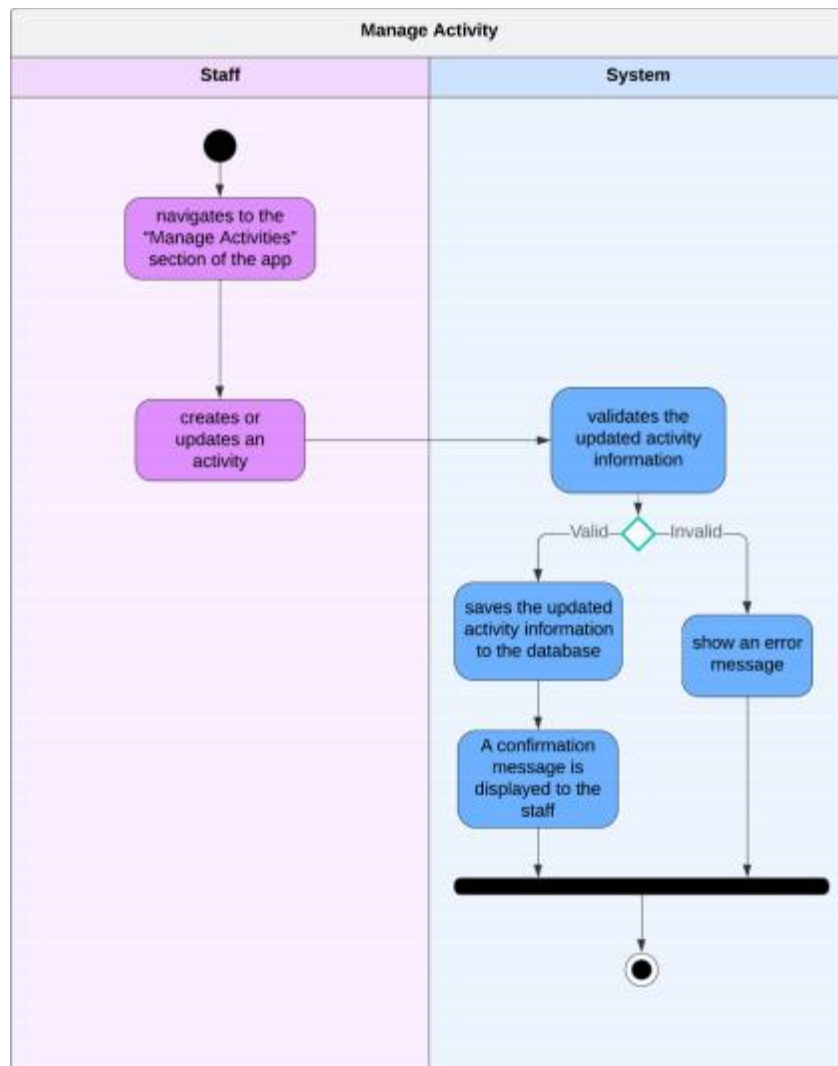 Manage Activity
Staff
System
navigates to the
“Manage Activities”
section of the app
creates or
updates an
activity
validates the
updated activity
information
Valid
Invalid
saves the updated
activity information
to the database
show an error
message
A confirmation
message is
displayed to the
staff